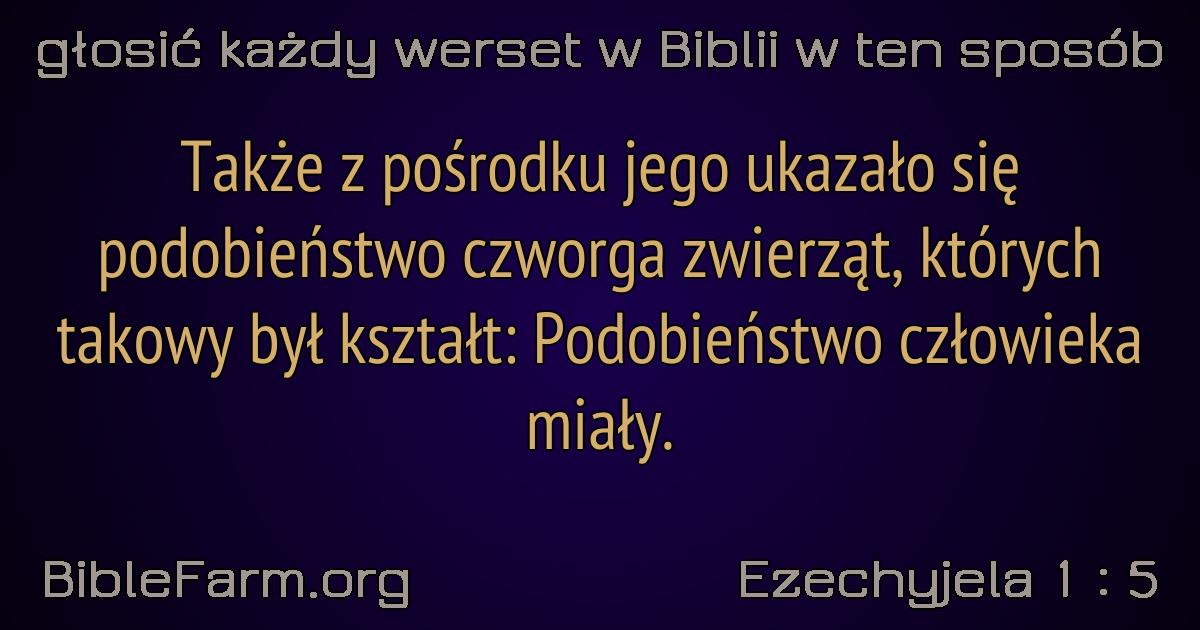 głosić każdy werset w Biblii w ten sposób
Także z pośrodku jego ukazało się
podobieństwo czworga zwierząt, których
takowy był kształt: Podobieństwo człowieka
miały.
BibleFarm.org
Ezechyjela 1 : 5